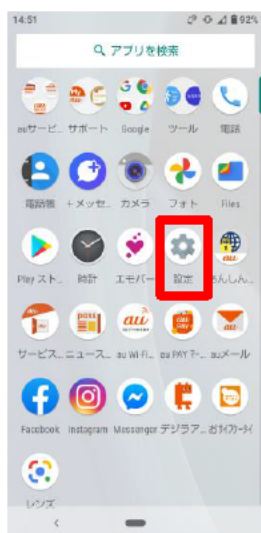 14:51 92%
アプリを検索
auサービ... サポート Google ツール 電話
電話帳 +メッセ... カメラ フォト Files
Play スト... 時計 エモパー 設定 あんしん...
サービス... ニュース... au Wi-Fi... au PAY マー... auメール
Facebook Instagram Messenger デジラア...
レンズ